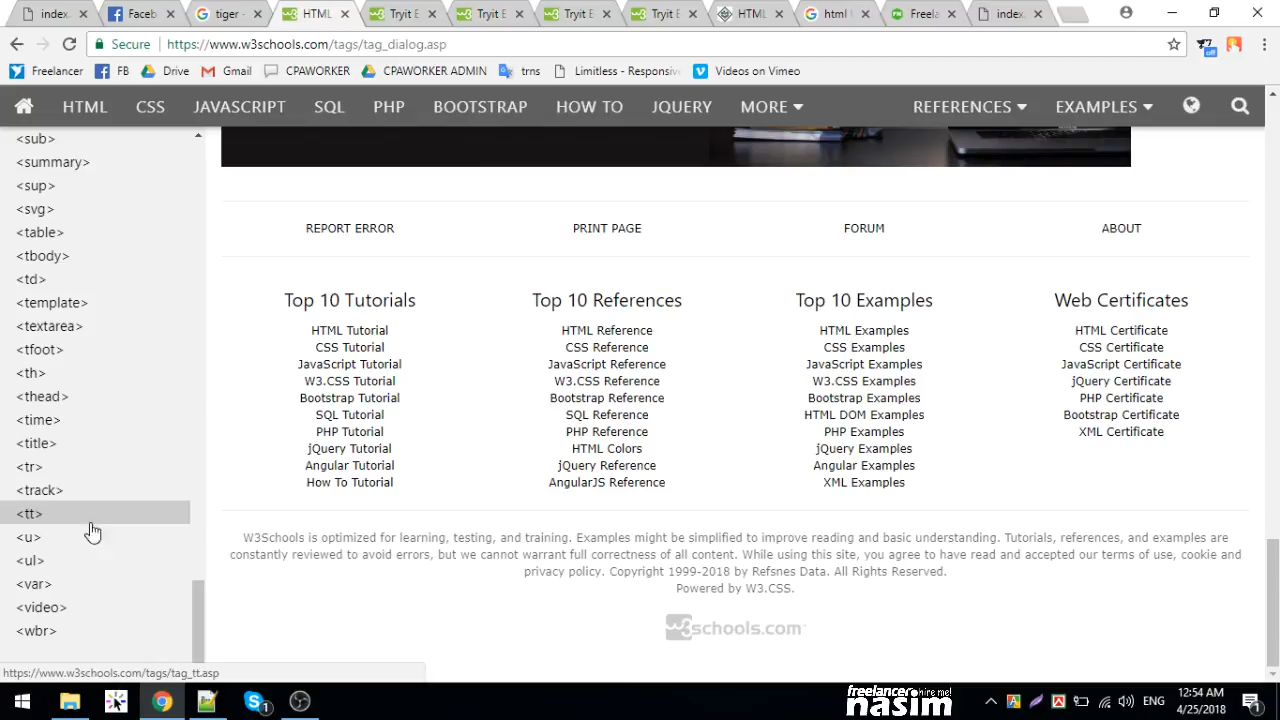 index.
Faceb
tiger -
HTML
Tryit E
Tryit E
Tryit E
Tryit E
HTML
html
Freela
index.
Secure
https://www.w3schools.com/tags/tag_dialog.asp
Freelancer
FB
Drive
Gmail
CPAWORKER
CPAWORKER ADMIN
trns
Limitless - Responsiv
Videos on Vimeo
HTML
CSS
JAVASCRIPT
SQL
PHP
BOOTSTRAP
HOW TO
JQUERY
MORE
REFERENCES
EXAMPLES
<sub>
<summary>
<sup>
<svg>
<table>
<tbody>
<td>
<template>
<textarea>
<tfoot>
<th>
<thead>
<time>
<title>
<tr>
<track>
<tt>
<u>
<ul>
<var>
<video>
<wbr>
REPORT ERROR
PRINT PAGE
FORUM
ABOUT
Top 10 Tutorials
HTML Tutorial
CSS Tutorial
JavaScript Tutorial
W3.CSS Tutorial
Bootstrap Tutorial
SQL Tutorial
PHP Tutorial
jQuery Tutorial
Angular Tutorial
How To Tutorial
Top 10 References
HTML Reference
CSS Reference
JavaScript Reference
W3.CSS Reference
Bootstrap Reference
SQL Reference
PHP Reference
HTML Colors
jQuery Reference
AngularJS Reference
Top 10 Examples
HTML Examples
CSS Examples
JavaScript Examples
W3.CSS Examples
Bootstrap Examples
HTML DOM Examples
PHP Examples
jQuery Examples
Angular Examples
XML Examples
Web Certificates
HTML Certificate
CSS Certificate
JavaScript Certificate
jQuery Certificate
PHP Certificate
Bootstrap Certificate
XML Certificate
W3Schools is optimized for learning, testing, and training. Examples might be simplified to improve reading and basic understanding. Tutorials, references, and examples are
constantly reviewed to avoid errors, but we cannot warrant full correctness of all content. While using this site, you agree to have read and accepted our terms of use, cookie and
privacy policy. Copyright 1999-2018 by Refsnes Data. All Rights Reserved.
Powered by W3.CSS.
w3schools.com
https://www.w3schools.com/tags/tag_tt.asp
freelancer hire me!
nasim
ENG
12:54 AM
4/25/2018